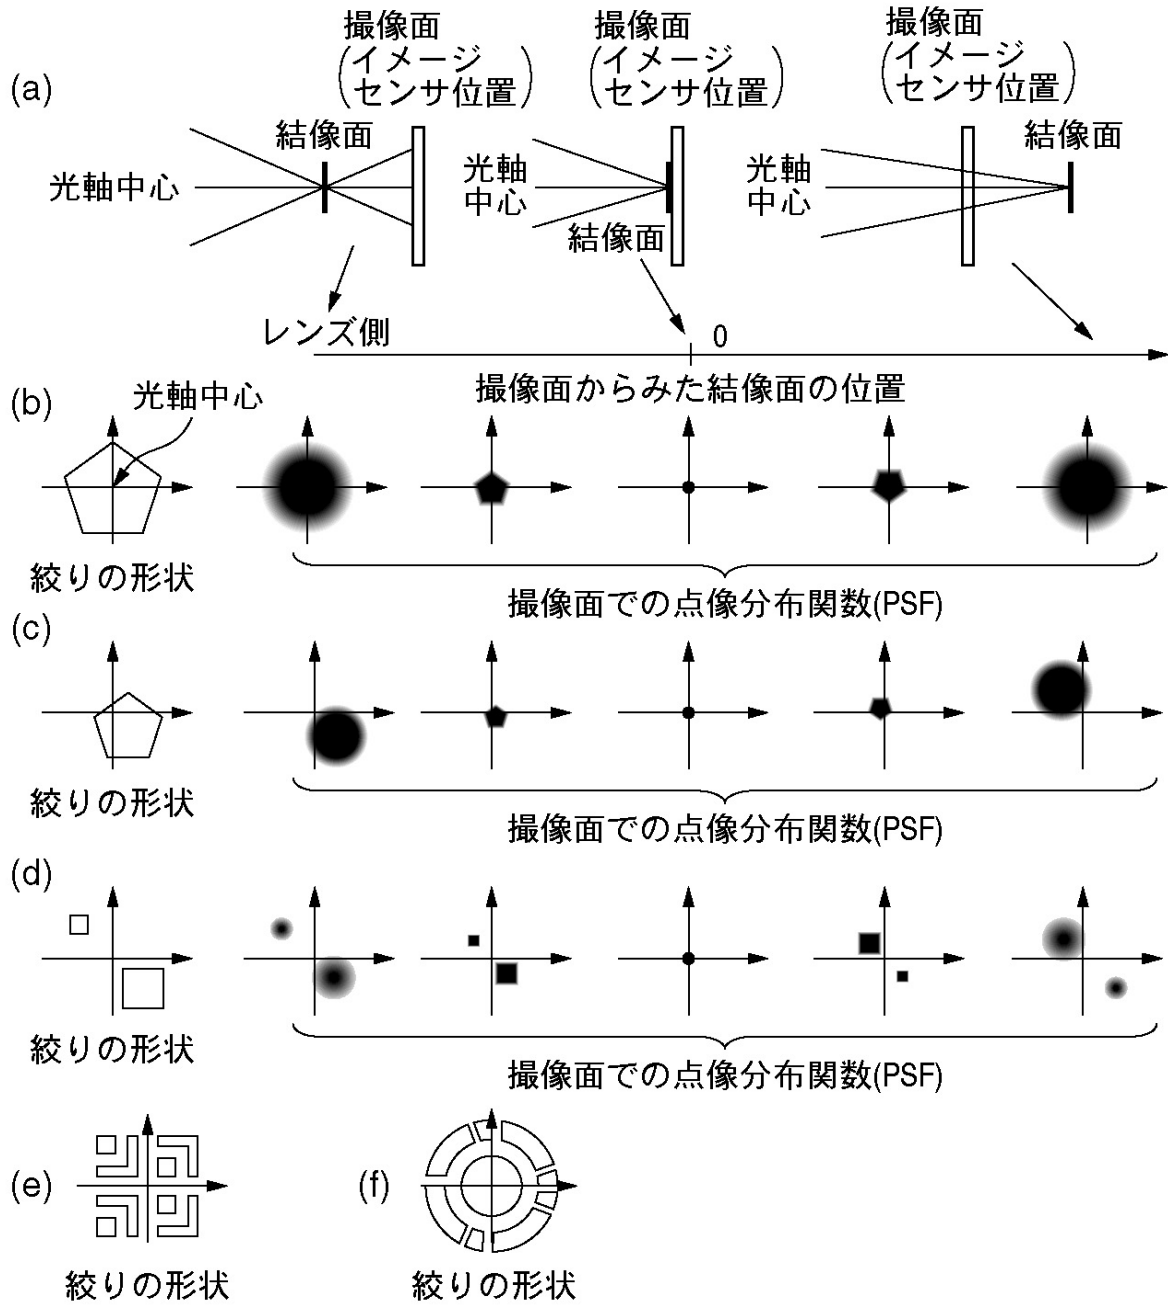 (a)
撮像面
(イメージ
センサ位置)
撮像面
(イメージ
センサ位置)
撮像面
(イメージ
センサ位置)
結像面
光軸中心
光軸
中心
結像面
光軸
中心
結像面
レンズ側
0
撮像面からみた結像面の位置
(b)
光軸中心
絞りの形状
撮像面での点像分布関数(PSF)
(c)
絞りの形状
撮像面での点像分布関数(PSF)
(d)
絞りの形状
撮像面での点像分布関数(PSF)
(e)
絞りの形状
(f)
絞りの形状